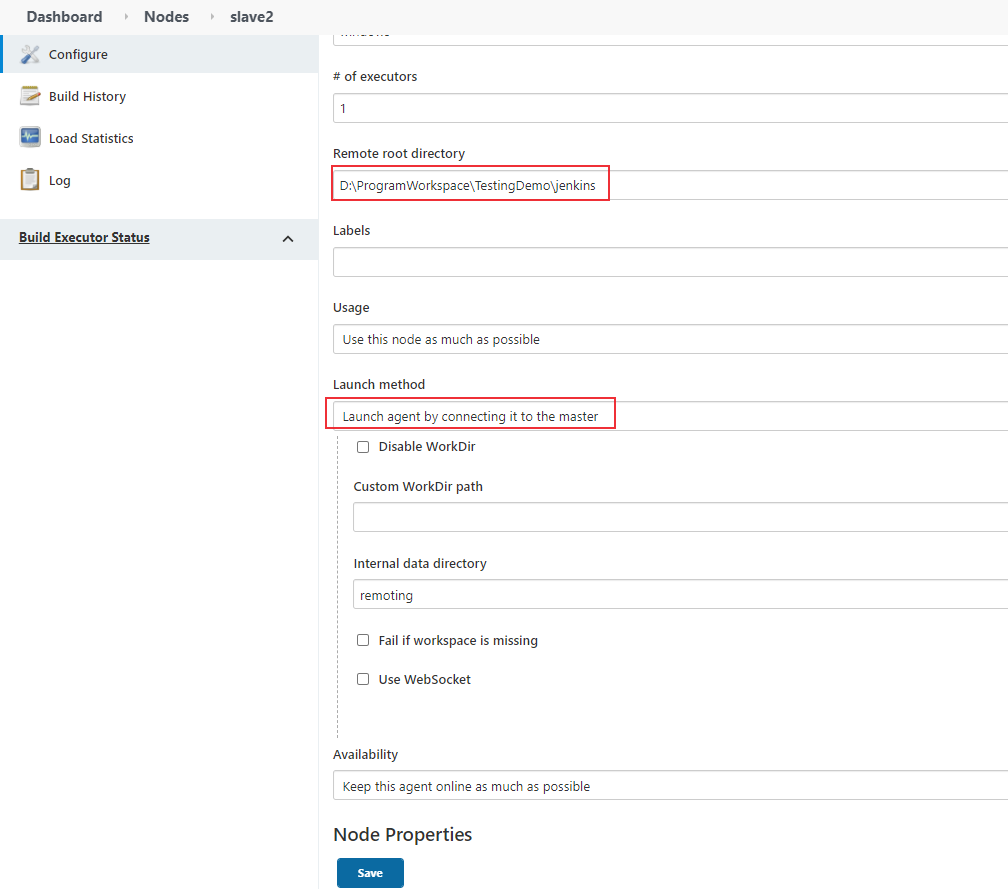 Dashboard Nodes slave2
Configure
Build History
Load Statistics
Log
Build Executor Status
# of executors
1
Remote root directory
D:\ProgramWorkspace\TestingDemo\jenkins
Labels
Usage
Use this node as much as possible
Launch method
Launch agent by connecting it to the master
Disable WorkDir
Custom WorkDir path
Internal data directory
remoting
Fail if workspace is missing
Use WebSocket
Availability
Keep this agent online as much as possible
Node Properties
Save